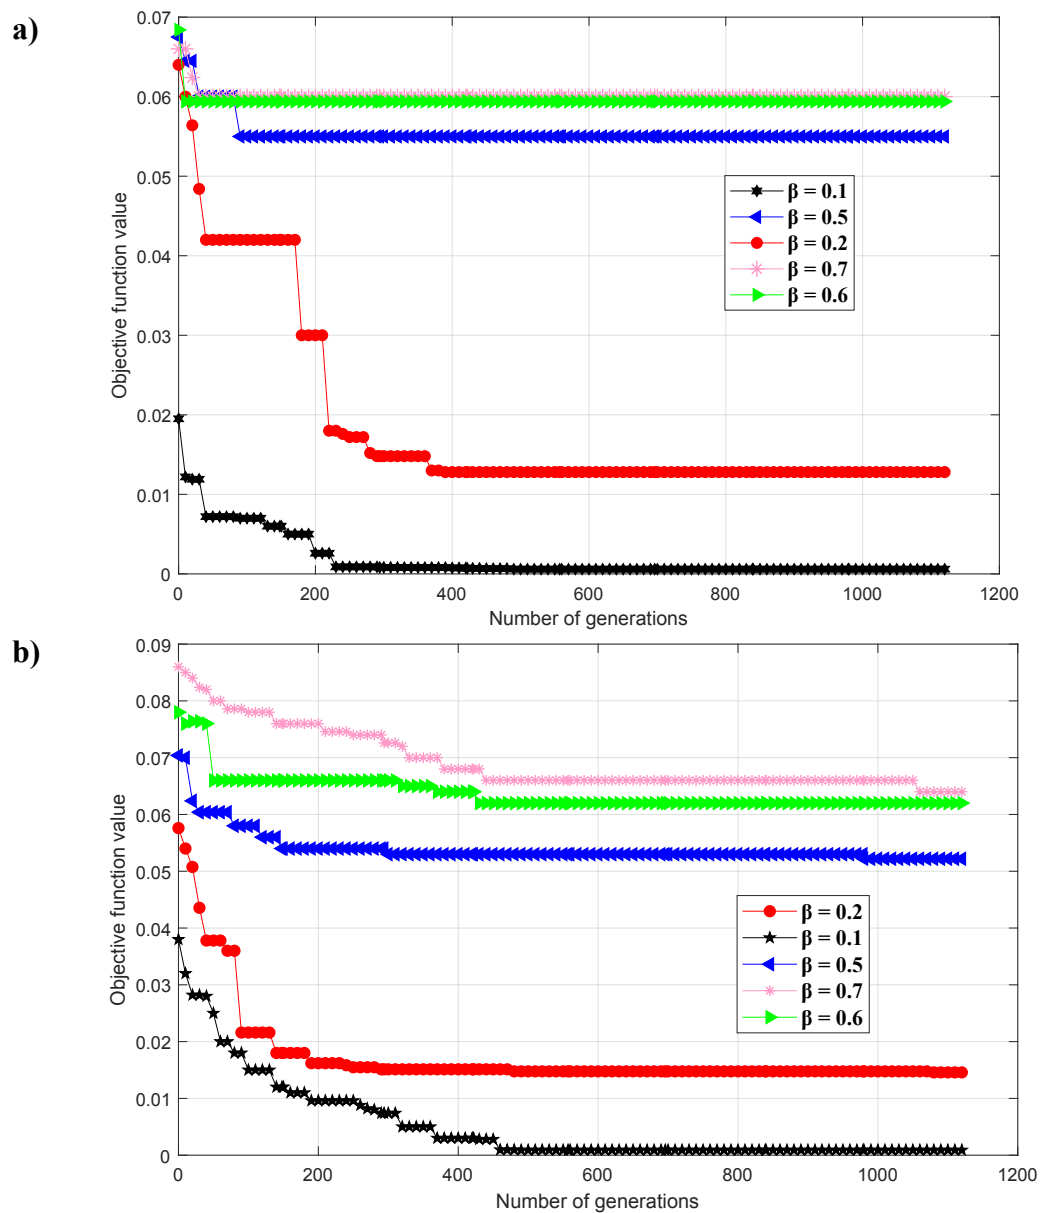 a)
0.07
0.06
0.05
0.04
0.03
0.02
0.01
0
Objective function value
β = 0.1
β = 0.5
β = 0.2
β = 0.7
β = 0.6
0 200 400 600 800 1000 1200
Number of generations
b)
0.09
0.08
0.07
0.06
0.05
0.04
0.03
0.02
0.01
0
Objective function value
β = 0.2
β = 0.1
β = 0.5
β = 0.7
β = 0.6
0 200 400 600 800 1000 1200
Number of generations